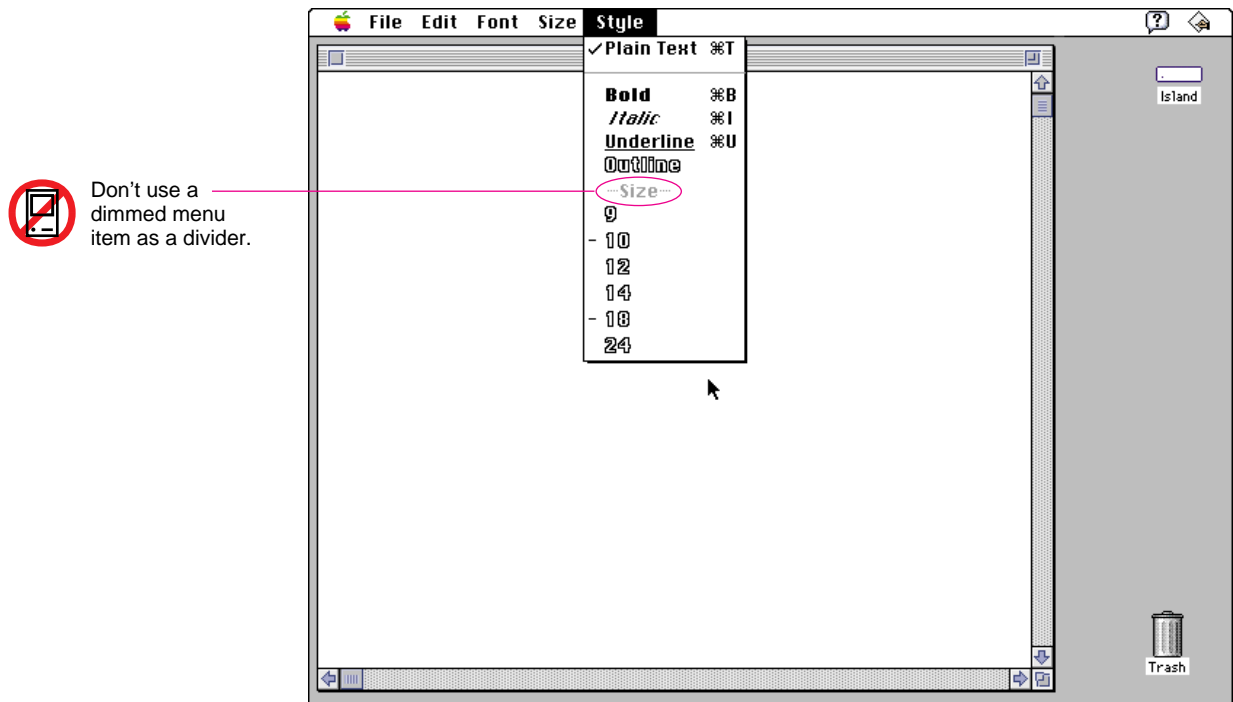 File Edit Font Size Style
✓Plain Text ⌘T
Bold ⌘B
Italic ⌘I
Underline ⌘U
Outline
Size
9
- 10
12
14
- 18
24
Island
Don’t use a
dimmed menu
item as a divider.
Trash